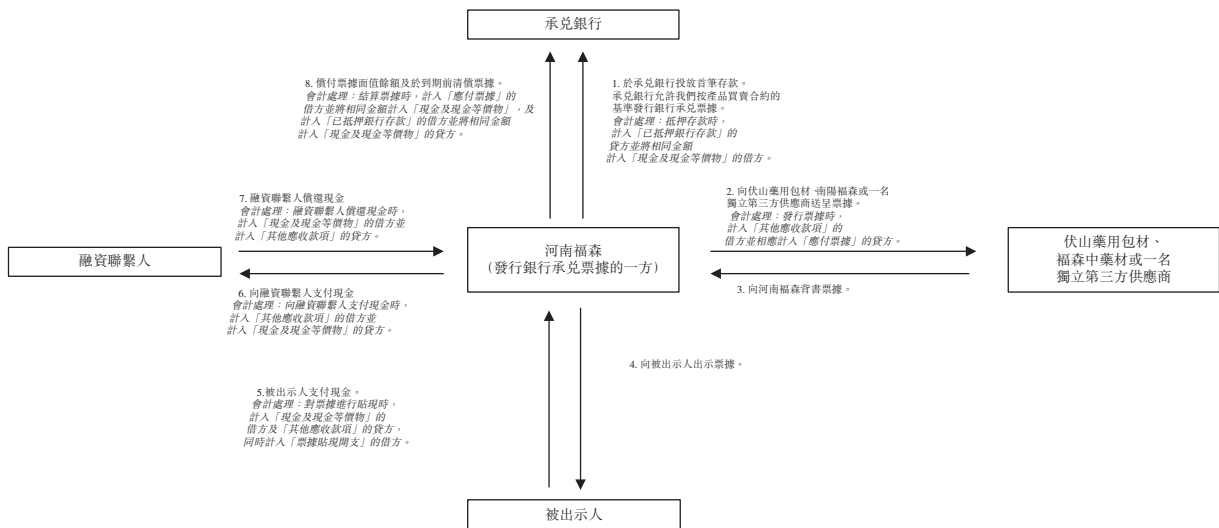 承兌銀行
8. 償付票據面值餘額及於到期前清償票據。
會計處理：結算票據時，計入「應付票據」的
借方並將相同金額計入「現金及現金等價物」，及
計入「已抵押銀行存款」的借方並將相同金額
計入「現金及現金等價物」的貸方。
1. 於承兌銀行投放首筆存款。
承兌銀行允許我們按產品買賣合約的
基準發行銀行承兌票據。
會計處理：抵押存款時，
計入「已抵押銀行存款」的
貸方並將相同金額
計入「現金及現金等價物」的借方。
7. 融資聯繫人償還現金
會計處理：融資聯繫人償還現金時，
計入「現金及現金等價物」的借方並
計入「其他應收款項」的貸方。
2. 向伏山藥用包材、南陽福森或一名
獨立第三方供應商送呈票據。
會計處理：發行票據時，
計入「其他應收款項」的
借方並相應計入「應付票據」的貸方。
融資聯繫人
河南福森
(發行銀行承兌票據的一方)
伏山藥用包材、
福森中藥材或一名
獨立第三方供應商
6. 向融資聯繫人支付現金
會計處理：向融資聯繫人支付現金時，
計入「其他應收款項」的借方並
計入「現金及現金等價物」的貸方。
3. 向河南福森背書票據。
4. 向被出示人出示票據。
5.被出示人支付現金。
會計處理：對票據進行貼現時，
計入「現金及現金等價物」的
借方及「其他應收款項」的貸方，
同時計入「票據貼現開支」的借方。
被出示人